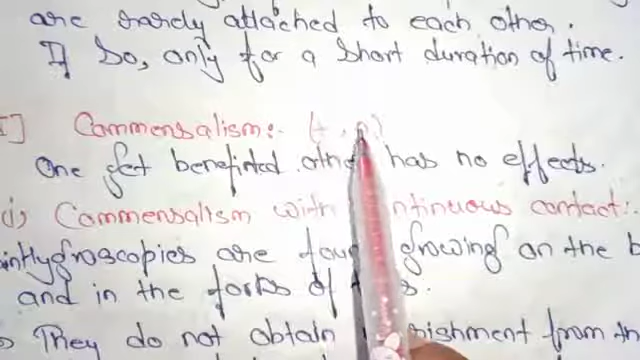 are rarely attached to each other.
If So, only for a short duration of time.
I] Commensalism:- (+, 0)
One get benefited. other has no effects.
i) Commensalism with continuous contact:-
are found growing on the b
and in the forks of
They do not obtain nourishment from th